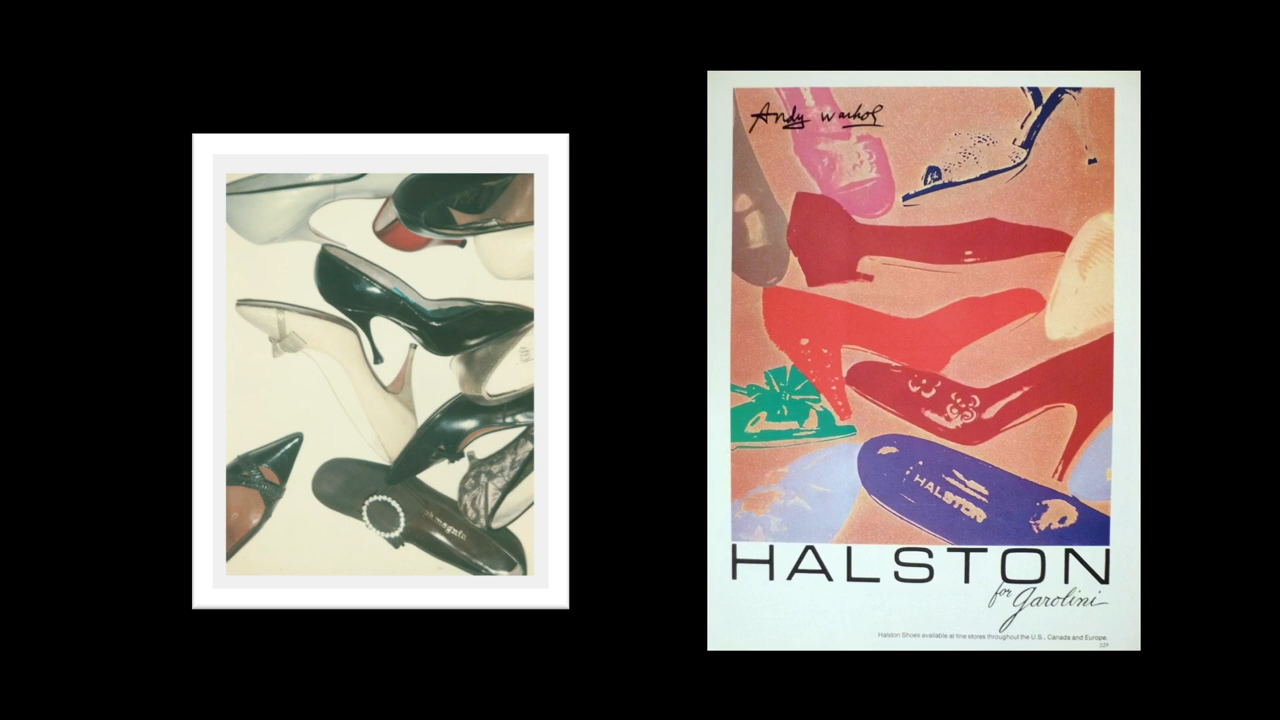 Andy Warhol
HALSTON
HALSTON
for Garolini
Halston Shoes available at fine stores throughout the U.S., Canada and Europe.